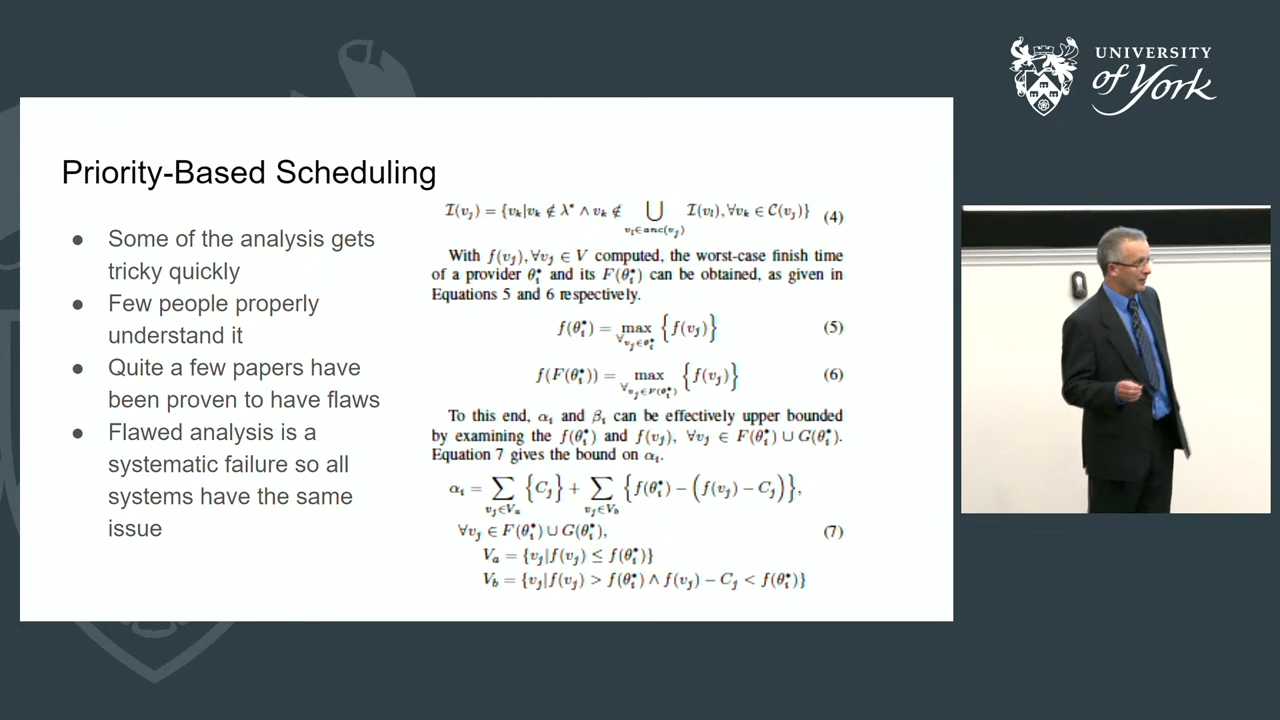 UNIVERSITY
of York
Priority-Based Scheduling
● Some of the analysis gets
tricky quickly
● Few people properly
understand it
● Quite a few papers have
been proven to have flaws
● Flawed analysis is a
systematic failure so all
systems have the same
issue
I(v_j) = {v_k|v_k ∉ λ* ∧ v_k ∉ ⋃_{v_l∈anc(v_j)} I(v_l), ∀v_k ∈ C(v_j)} (4)
With f(v_j), ∀v_j ∈ V computed, the worst-case finish time
of a provider θ_i* and its F(θ_i*) can be obtained, as given in
Equations 5 and 6 respectively.
f(θ_i*) = max_{∀v_j∈θ_i*} {f(v_j)} (5)
f(F(θ_i*)) = max_{∀v_j∈F(θ_i*)} {f(v_j)} (6)
To this end, α_i and β_i can be effectively upper bounded
by examining the f(θ_i*) and f(v_j), ∀v_j ∈ F(θ_i*) ∪ G(θ_i*).
Equation 7 gives the bound on α_i.
α_i = ∑_{v_j∈V_a} {C_j} + ∑_{v_j∈V_b} {f(θ_i*) − (f(v_j) − C_j)},
∀v_j ∈ F(θ_i*) ∪ G(θ_i*), (7)
V_a = {v_j|f(v_j) ≤ f(θ_i*)}
V_b = {v_j|f(v_j) > f(θ_i*) ∧ f(v_j) − C_j < f(θ_i*)}